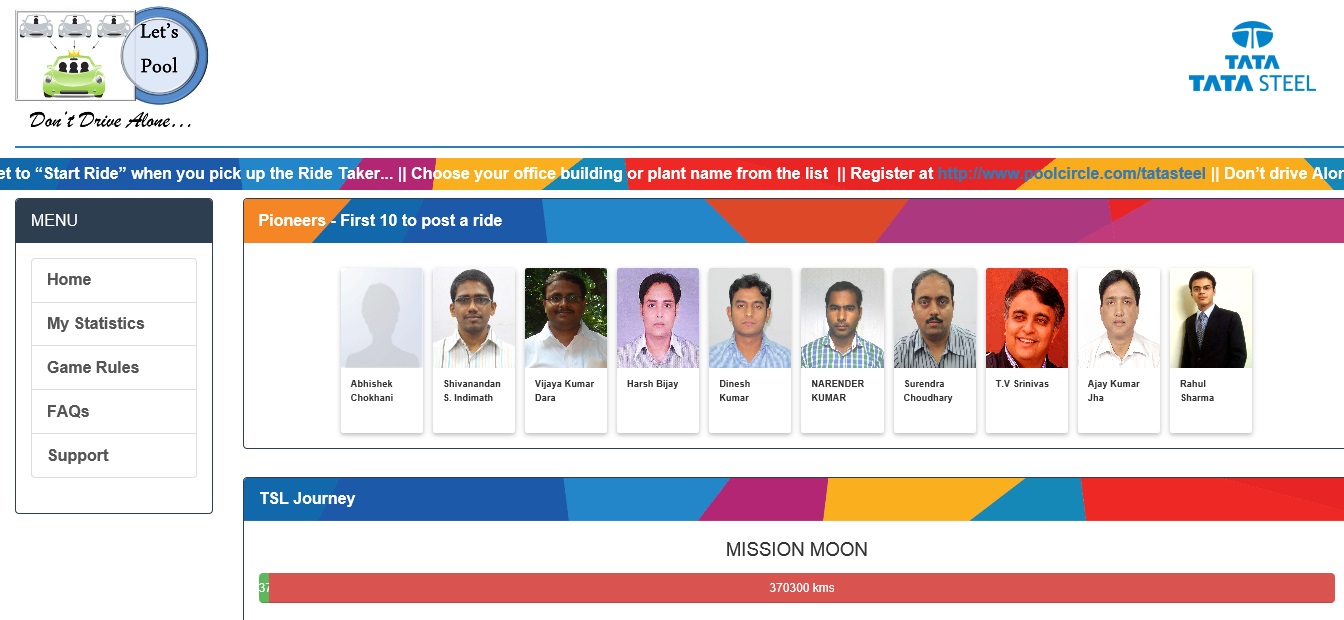 Let's
Pool
Don't Drive Alone...
TATA
TATA STEEL
et to “Start Ride” when you pick up the Ride Taker... || Choose your office building or plant name from the list || Register at http://www.poolcircle.com/tatasteel || Don’t drive Alor
MENU
Home
My Statistics
Game Rules
FAQs
Support
Pioneers - First 10 to post a ride
Abhishek
Chokhani
Shivanandan
S. Indimath
Vijaya Kumar
Dara
Harsh Bijay
Dinesh
Kumar
NARENDER
KUMAR
Surendra
Choudhary
T.V Srinivas
Ajay Kumar
Jha
Rahul
Sharma
TSL Journey
MISSION MOON
37
370300 kms